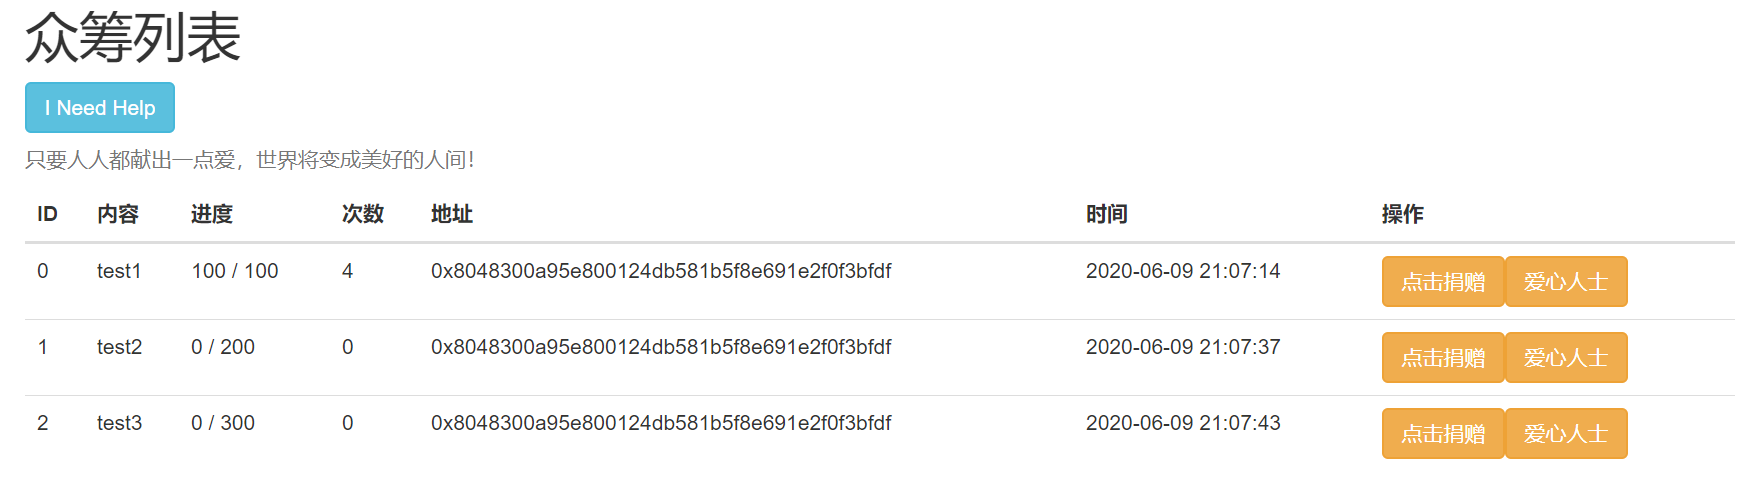 众筹列表
I Need Help
只要人人都献出一点爱，世界将变成美好的人间！
ID 内容 进度 次数 地址 时间 操作
0 test1 100 / 100 4 0x8048300a95e800124db581b5f8e691e2f0f3bfdf 2020-06-09 21:07:14 点击捐赠 爱心人士
1 test2 0 / 200 0 0x8048300a95e800124db581b5f8e691e2f0f3bfdf 2020-06-09 21:07:37 点击捐赠 爱心人士
2 test3 0 / 300 0 0x8048300a95e800124db581b5f8e691e2f0f3bfdf 2020-06-09 21:07:43 点击捐赠 爱心人士